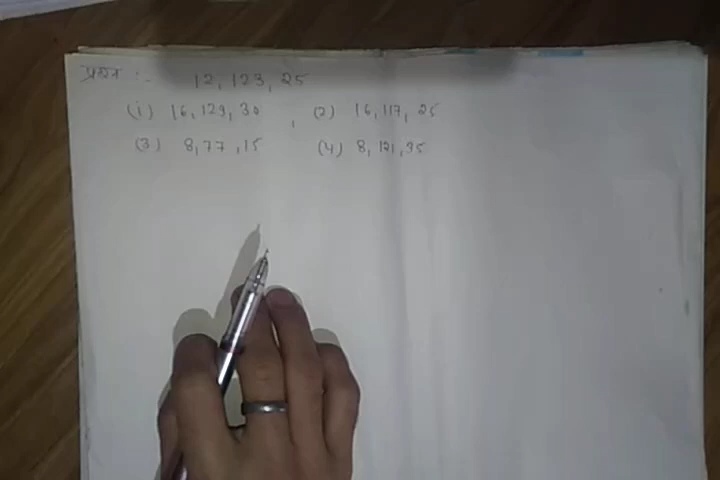 प्रश्न :- 12, 123, 25
(1) 16, 129, 30 , (2) 16, 117, 25
(3) 8, 77, 15 (4) 8, 121, 35